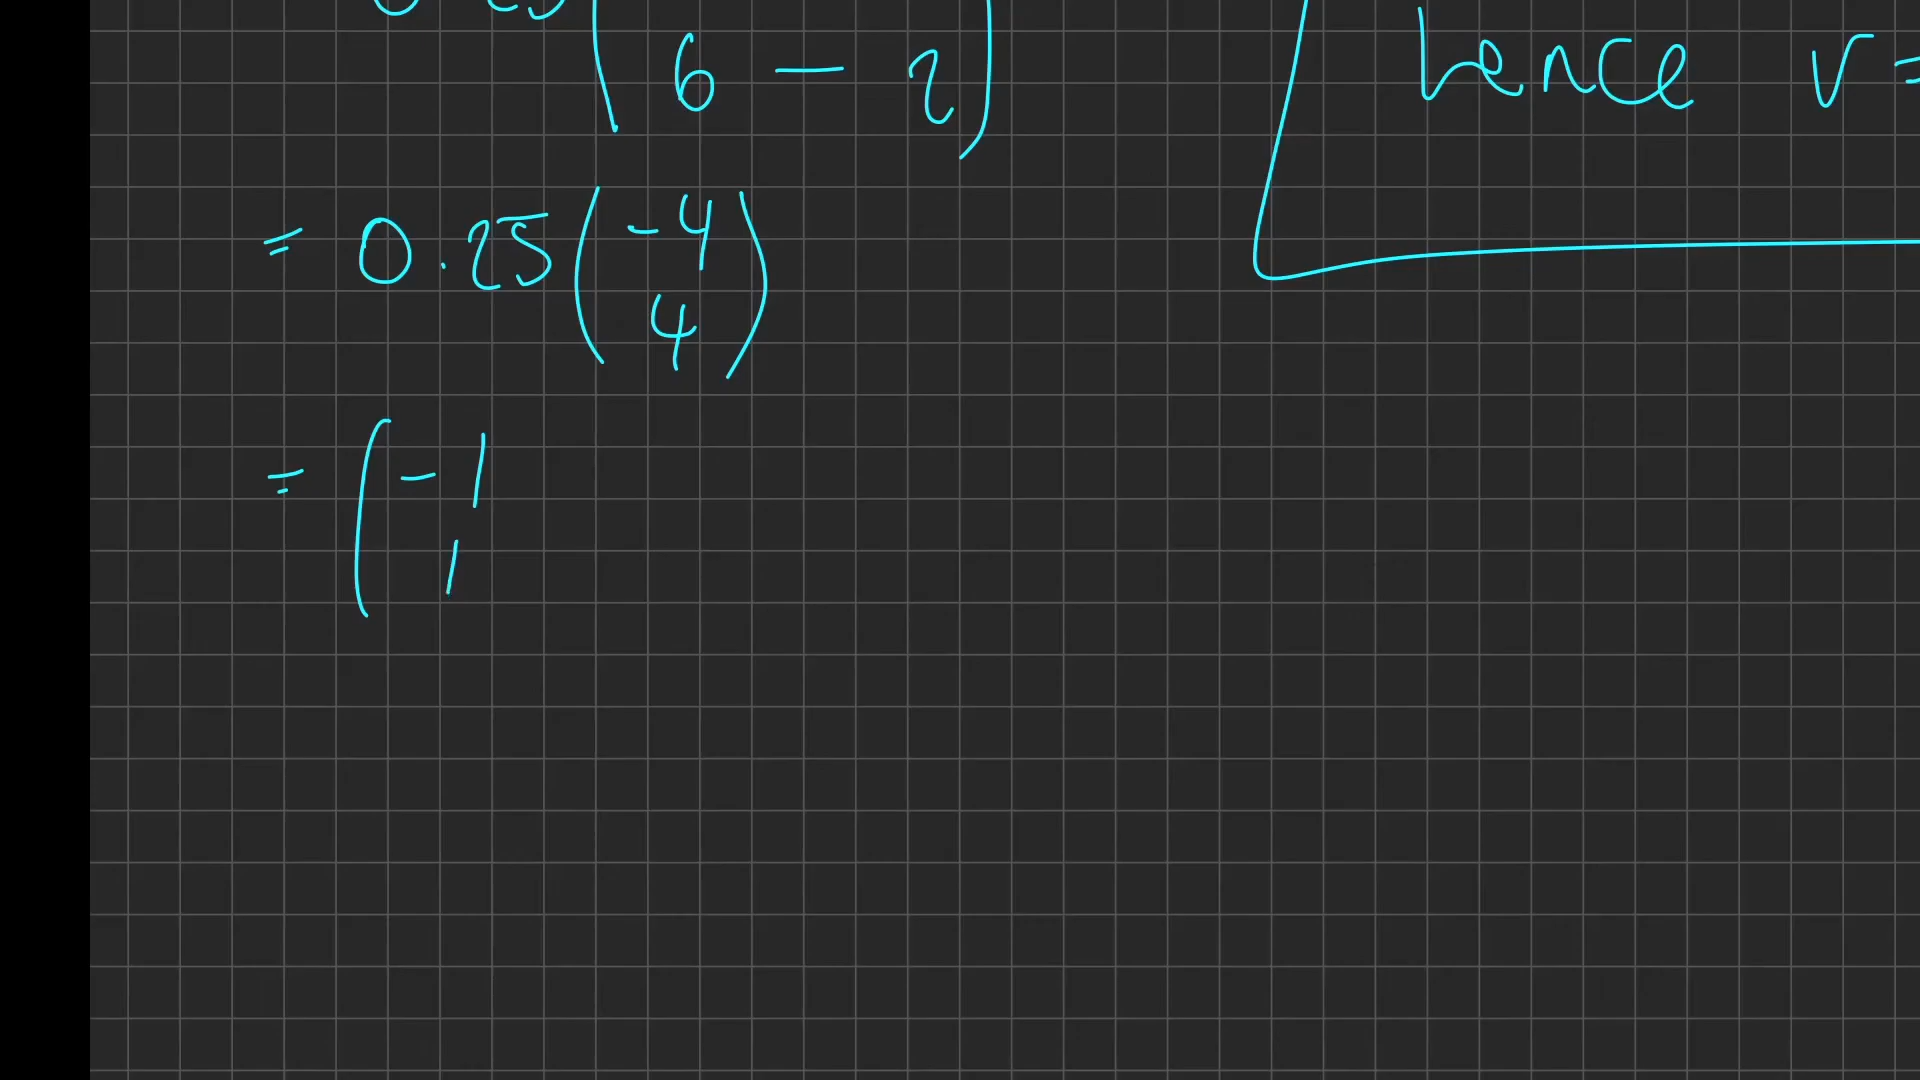 6 - 2
hence v =
= 0.25 ( -4
4 )
= ( -1
1